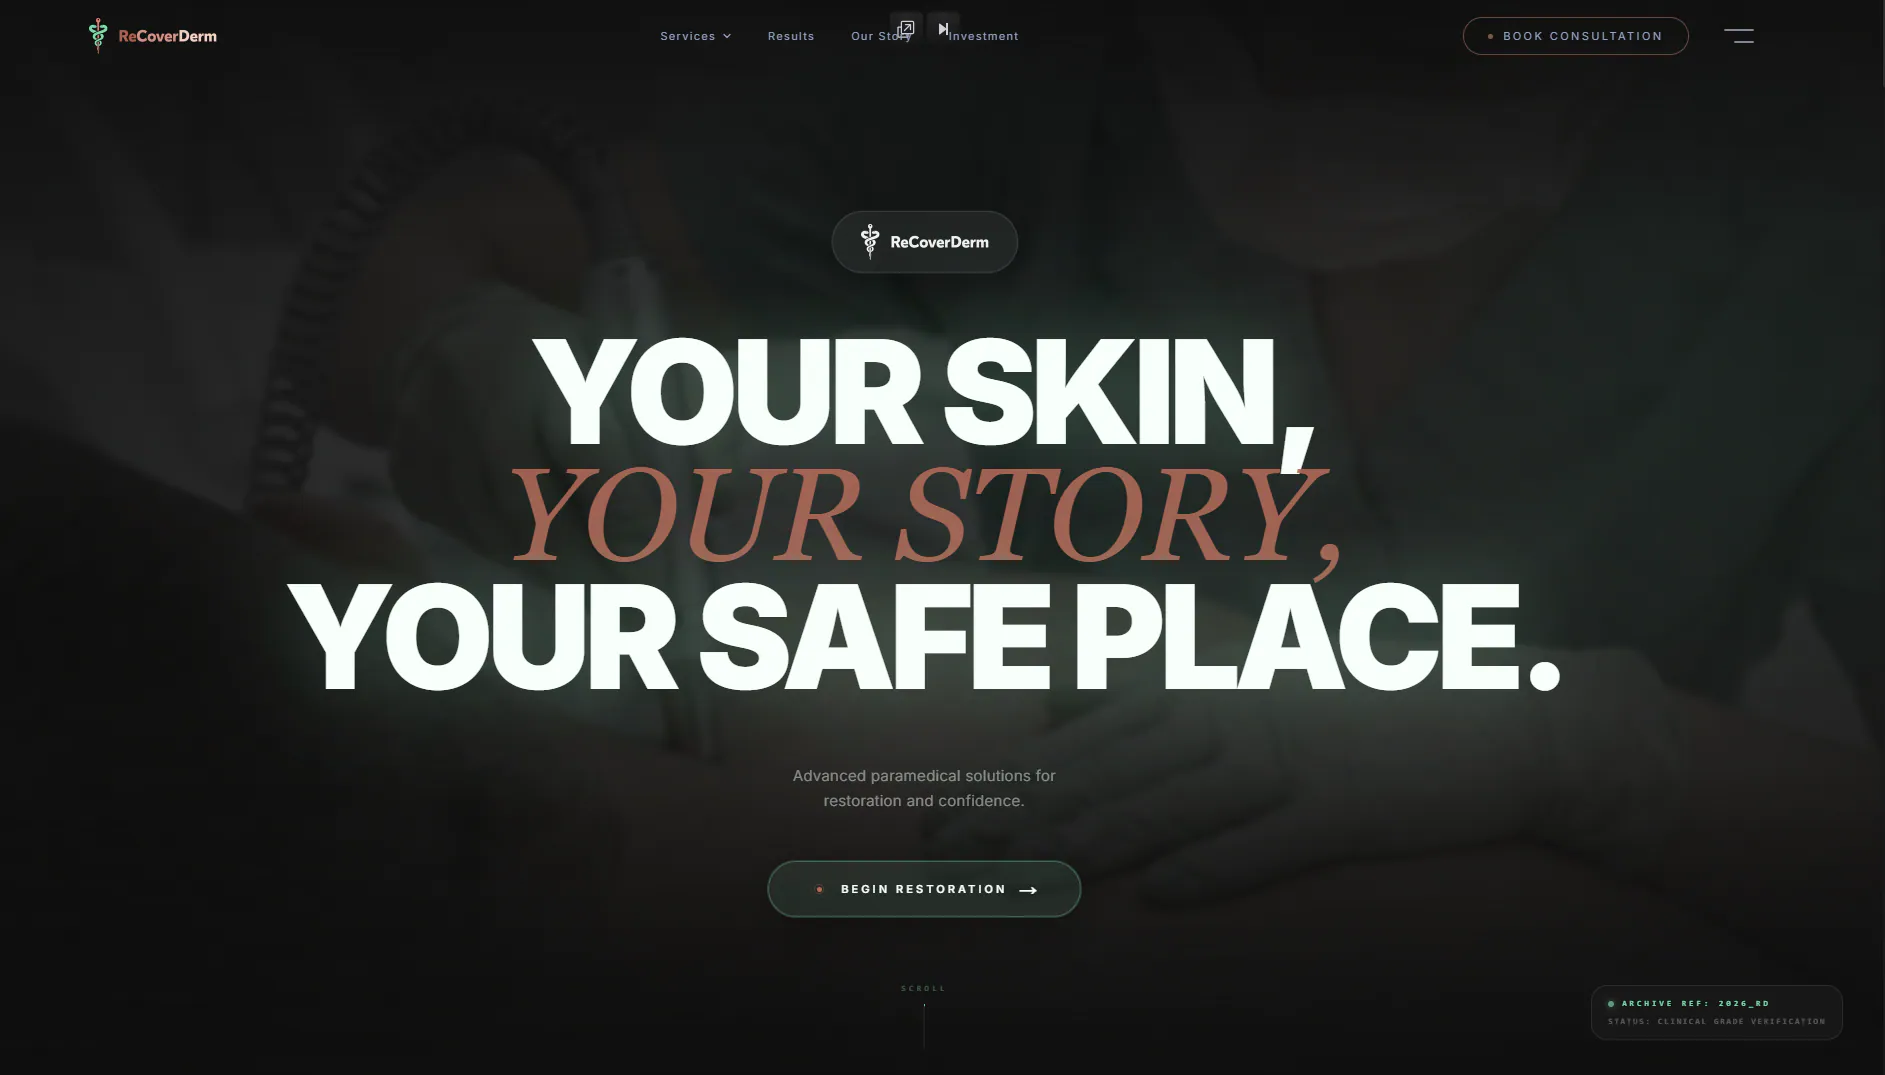 ReCoverDerm
Services
Results
Our Story
Investment
BOOK CONSULTATION
ReCoverDerm
YOUR SKIN,
YOUR STORY,
YOUR SAFE PLACE.
Advanced paramedical solutions for
restoration and confidence.
BEGIN RESTORATION →
SCROLL
ARCHIVE REF: 2026_RD
STATUS: CLINICAL GRADE VERIFICATION